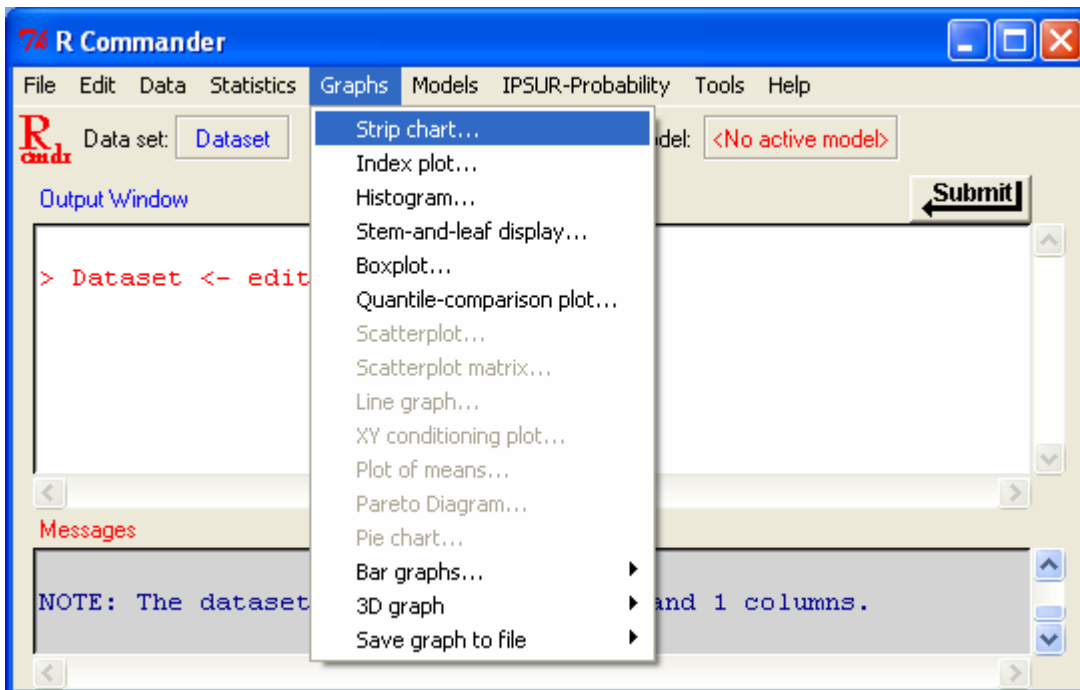 R Commander
File Edit Data Statistics Graphs Models IPSUR-Probability Tools Help
R cmdr Data set: Dataset del: <No active model>
Strip chart...
Index plot...
Histogram...
Stem-and-leaf display...
Boxplot...
Quantile-comparison plot...
Scatterplot...
Scatterplot matrix...
Line graph...
XY conditioning plot...
Plot of means...
Pareto Diagram...
Pie chart...
Bar graphs...
3D graph
Save graph to file
Output Window
Submit
> Dataset <- edit
Messages
NOTE: The dataset and 1 columns.